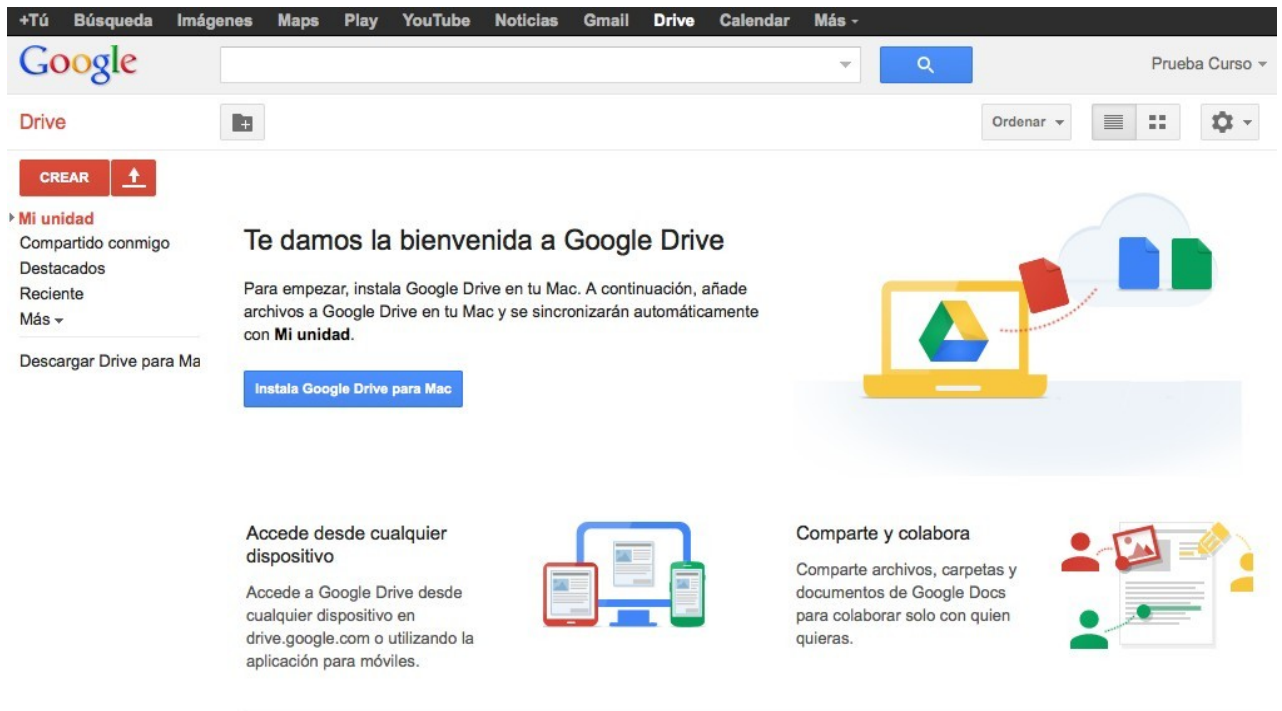 +Tú Búsqueda Imágenes Maps Play YouTube Noticias Gmail Drive Calendar Más
Google
Prueba Curso
Drive
Ordenar
CREAR
Mi unidad
Compartido conmigo
Destacados
Reciente
Más
Descargar Drive para Ma
Te damos la bienvenida a Google Drive
Para empezar, instala Google Drive en tu Mac. A continuación, añade
archivos a Google Drive en tu Mac y se sincronizarán automáticamente
con Mi unidad.
Instala Google Drive para Mac
Accede desde cualquier
dispositivo
Accede a Google Drive desde
cualquier dispositivo en
drive.google.com o utilizando la
aplicación para móviles.
Comparte y colabora
Comparte archivos, carpetas y
documentos de Google Docs
para colaborar solo con quien
quieras.